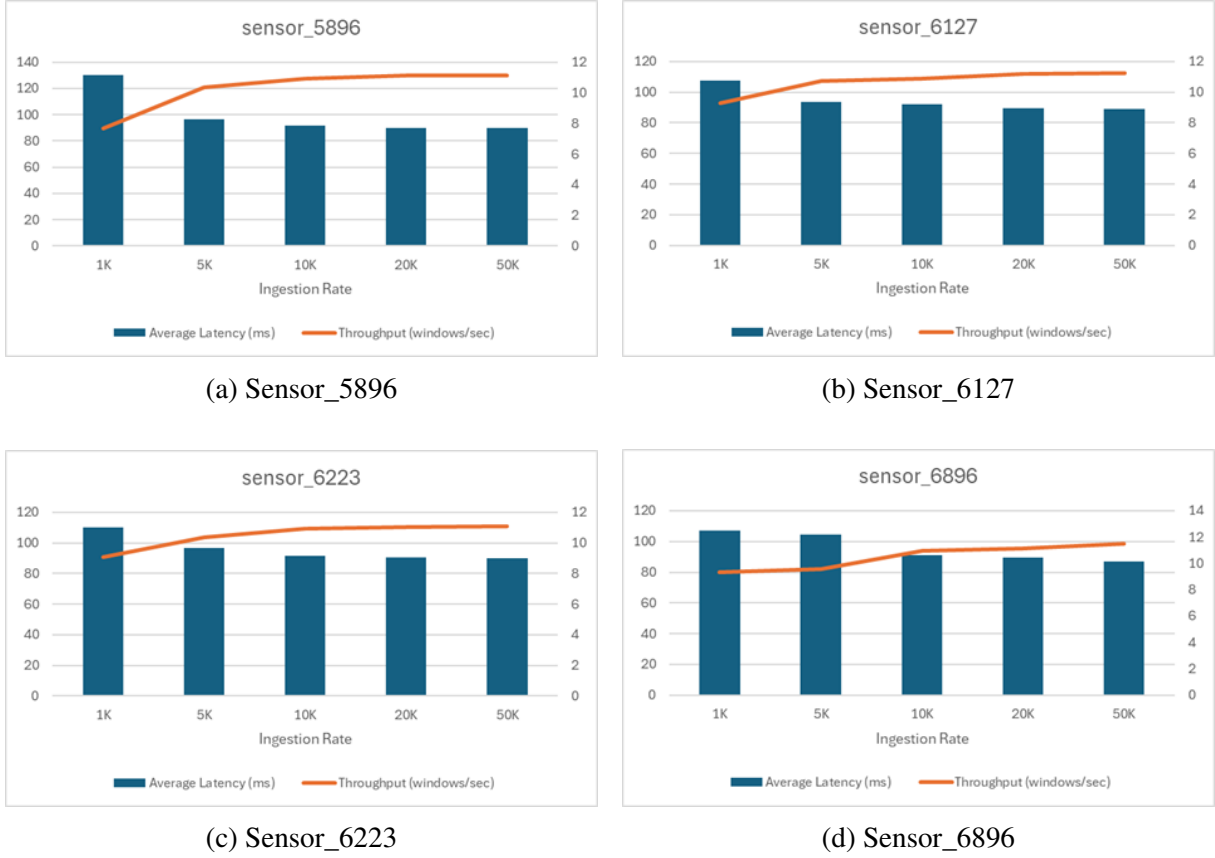 sensor_5896
140 12
120 10
100 8
80 6
60 4
40 2
20 0
0
1K 5K 10K 20K 50K
Ingestion Rate
Average Latency (ms) Throughput (windows/sec)
(a) Sensor_5896
sensor_6127
120 12
100 10
80 8
60 6
40 4
20 2
0 0
1K 5K 10K 20K 50K
Ingestion Rate
Average Latency (ms) Throughput (windows/sec)
(b) Sensor_6127
sensor_6223
120 12
100 10
80 8
60 6
40 4
20 2
0 0
1K 5K 10K 20K 50K
Ingestion Rate
Average Latency (ms) Throughput (windows/sec)
(c) Sensor_6223
sensor_6896
120 14
100 12
80 10
60 8
40 6
20 4
0 2
0
1K 5K 10K 20K 50K
Ingestion Rate
Average Latency (ms) Throughput (windows/sec)
(d) Sensor_6896